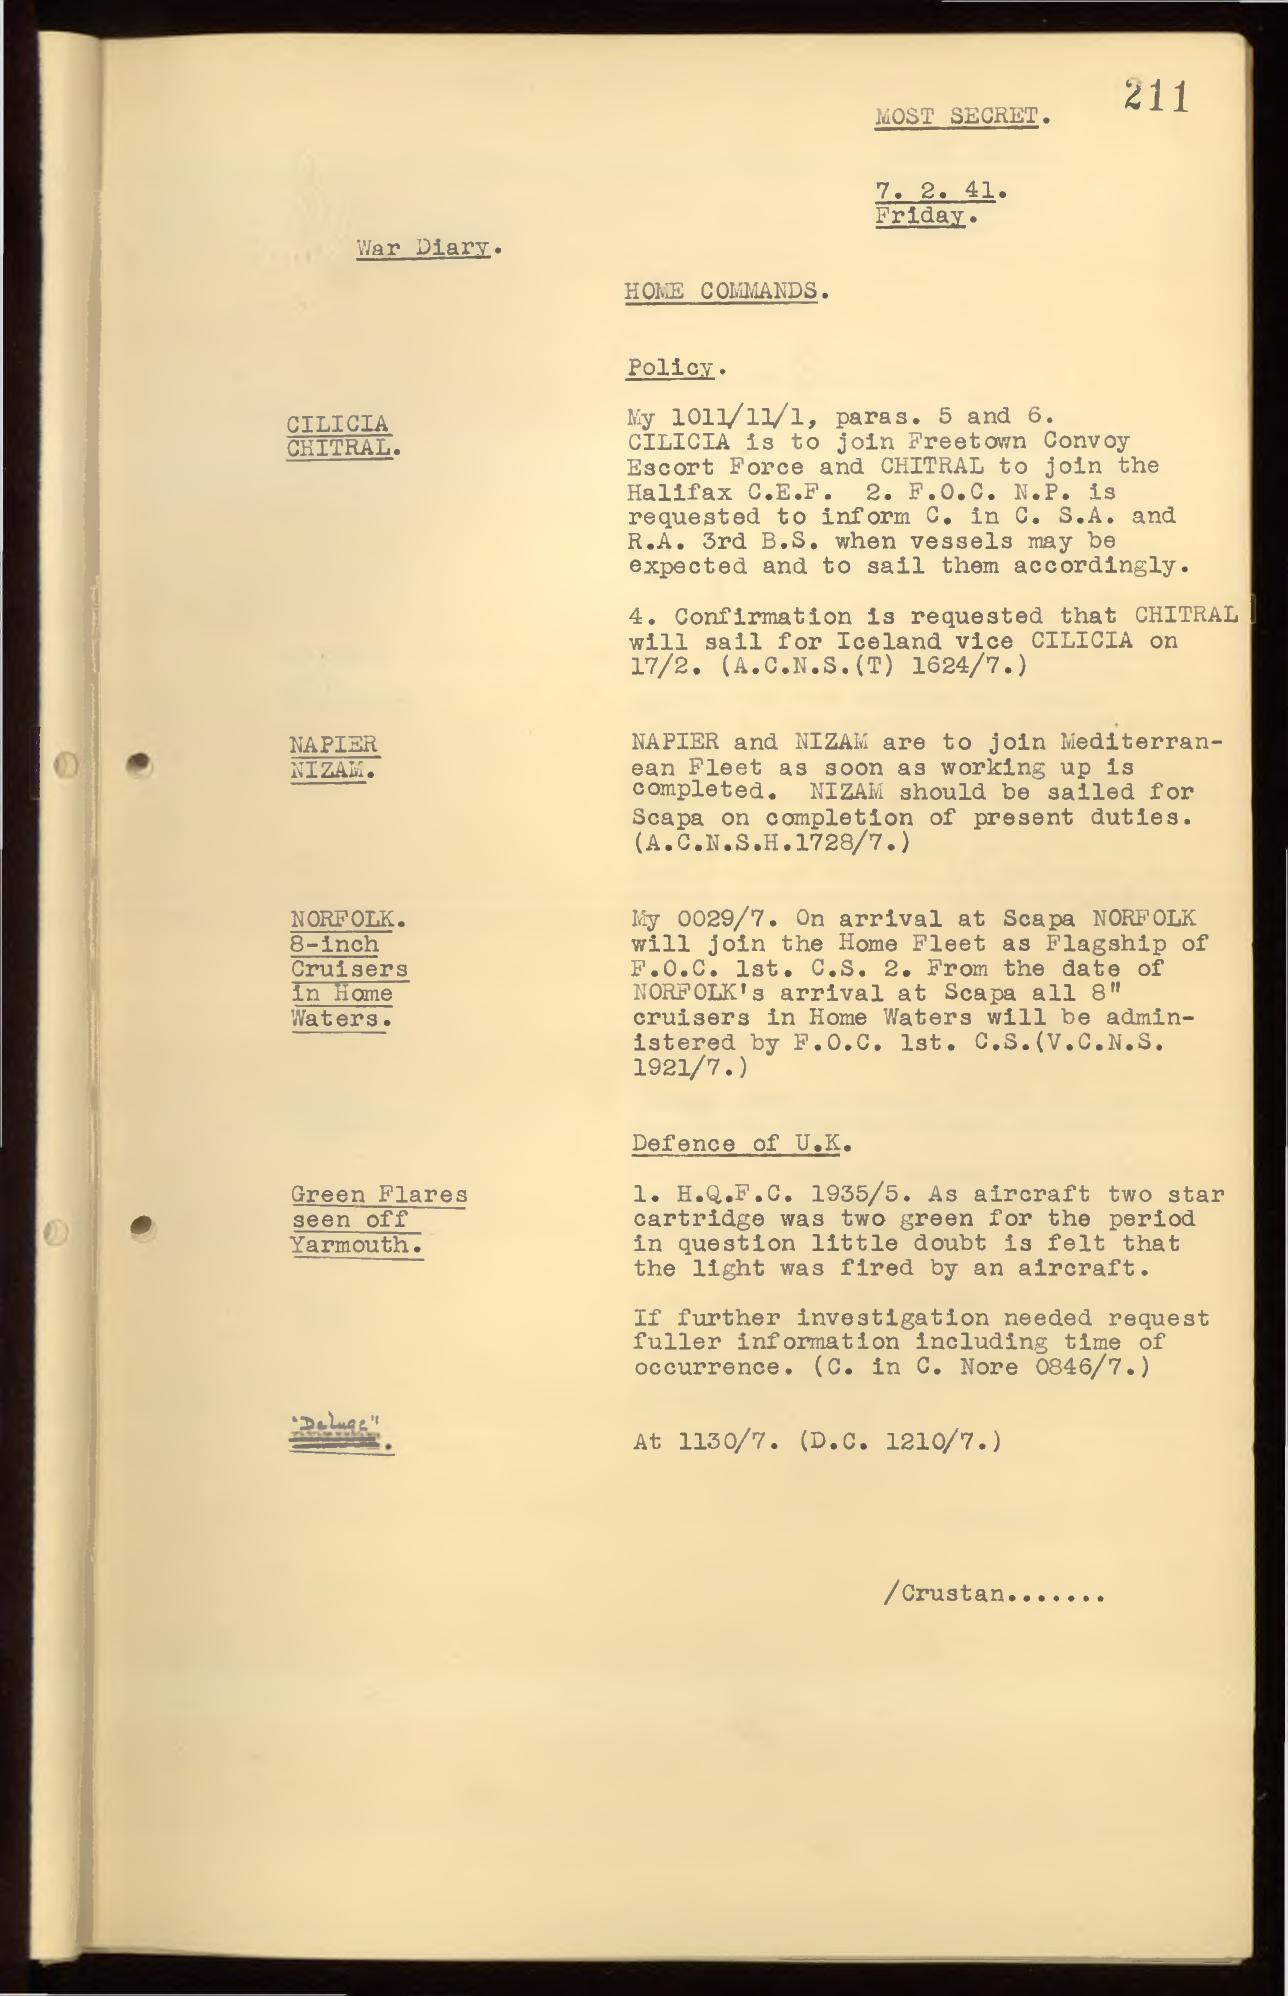 211
MOST SECRET.
7. 2. 41.
Friday.
War Diary.
HOME COMMANDS.
Policy.
CILICIA
CHITRAL.
My 1011/11/1, paras. 5 and 6.
CILICIA is to join Freetown Convoy
Escort Force and CHITRAL to join the
Halifax C.E.F. 2. F.O.C. N.P. is
requested to inform C. in C. S.A. and
R.A. 3rd B.S. when vessels may be
expected and to sail them accordingly.
4. Confirmation is requested that CHITRAL
will sail for Iceland vice CILICIA on
17/2. (A.C.N.S.(T) 1624/7.)
NAPIER
NIZAM.
NAPIER and NIZAM are to join Mediterran-
ean Fleet as soon as working up is
completed. NIZAM should be sailed for
Scapa on completion of present duties.
(A.C.N.S.H.1728/7.)
NORFOLK.
8-inch
Cruisers
in Home
Waters.
My 0029/7. On arrival at Scapa NORFOLK
will join the Home Fleet as Flagship of
F.O.C. 1st. C.S. 2. From the date of
NORFOLK's arrival at Scapa all 8"
cruisers in Home Waters will be admin-
istered by F.O.C. 1st. C.S.(V.C.N.S.
1921/7.)
Defence of U.K.
Green Flares
seen off
Yarmouth.
1. H.Q.F.C. 1935/5. As aircraft two star
cartridge was two green for the period
in question little doubt is felt that
the light was fired by an aircraft.
If further investigation needed request
fuller information including time of
occurrence. (C. in C. Nore 0846/7.)
"Deluge"
At 1130/7. (D.C. 1210/7.)
/Crustan.......